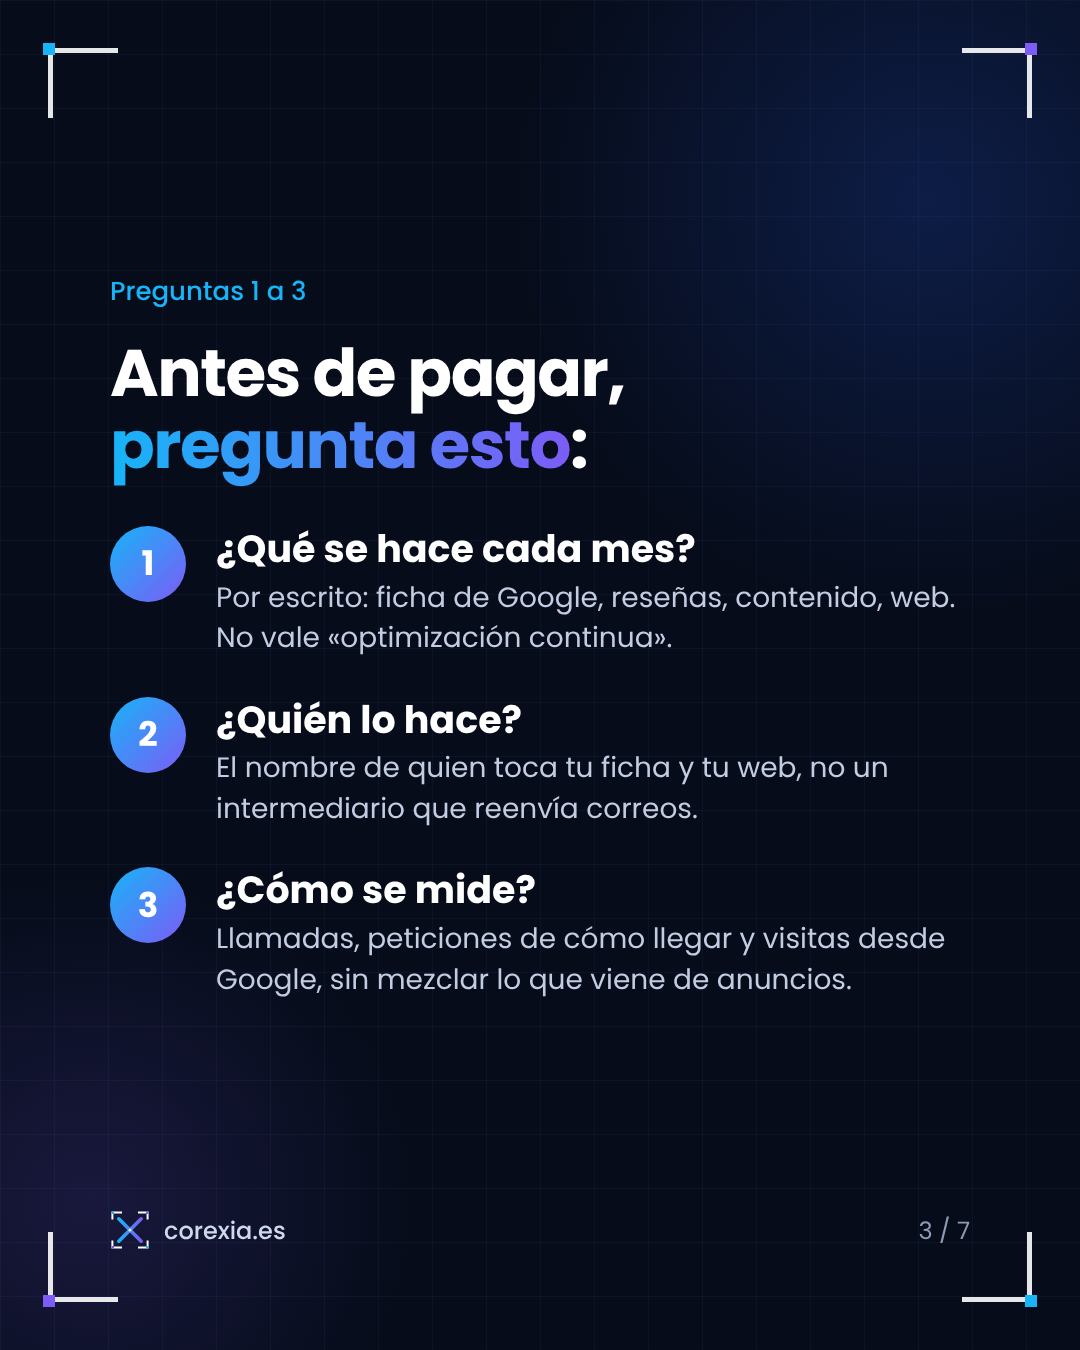 Preguntas 1 a 3
Antes de pagar,
pregunta esto:
1
¿Qué se hace cada mes?
Por escrito: ficha de Google, reseñas, contenido, web.
No vale «optimización continua».
2
¿Quién lo hace?
El nombre de quien toca tu ficha y tu web, no un
intermediario que reenvía correos.
3
¿Cómo se mide?
Llamadas, peticiones de cómo llegar y visitas desde
Google, sin mezclar lo que viene de anuncios.
corexia.es
3 / 7